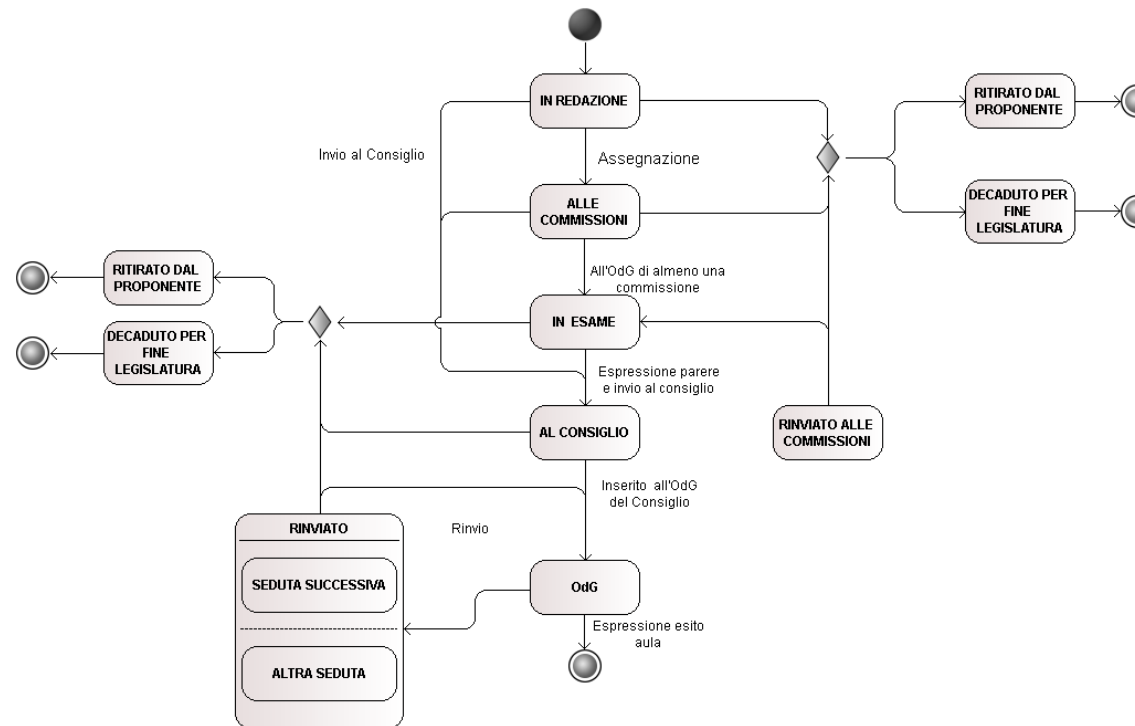 IN REDAZIONE
RITIRATO DAL
PROPONENTE
Invio al Consiglio
Assegnazione
ALLE
COMMISSIONI
DECADUTO PER
FINE
LEGISLATURA
RITIRATO DAL
PROPONENTE
All'OdG di almeno una
commissione
IN ESAME
DECADUTO PER
FINE
LEGISLATURA
Espressione parere
e invio al consiglio
AL CONSIGLIO
RINVIATO ALLE
COMMISSIONI
Inserito all'OdG
del Consiglio
RINVIATO
Rinvio
SEDUTA SUCCESSIVA
OdG
Espressione esito
aula
ALTRA SEDUTA